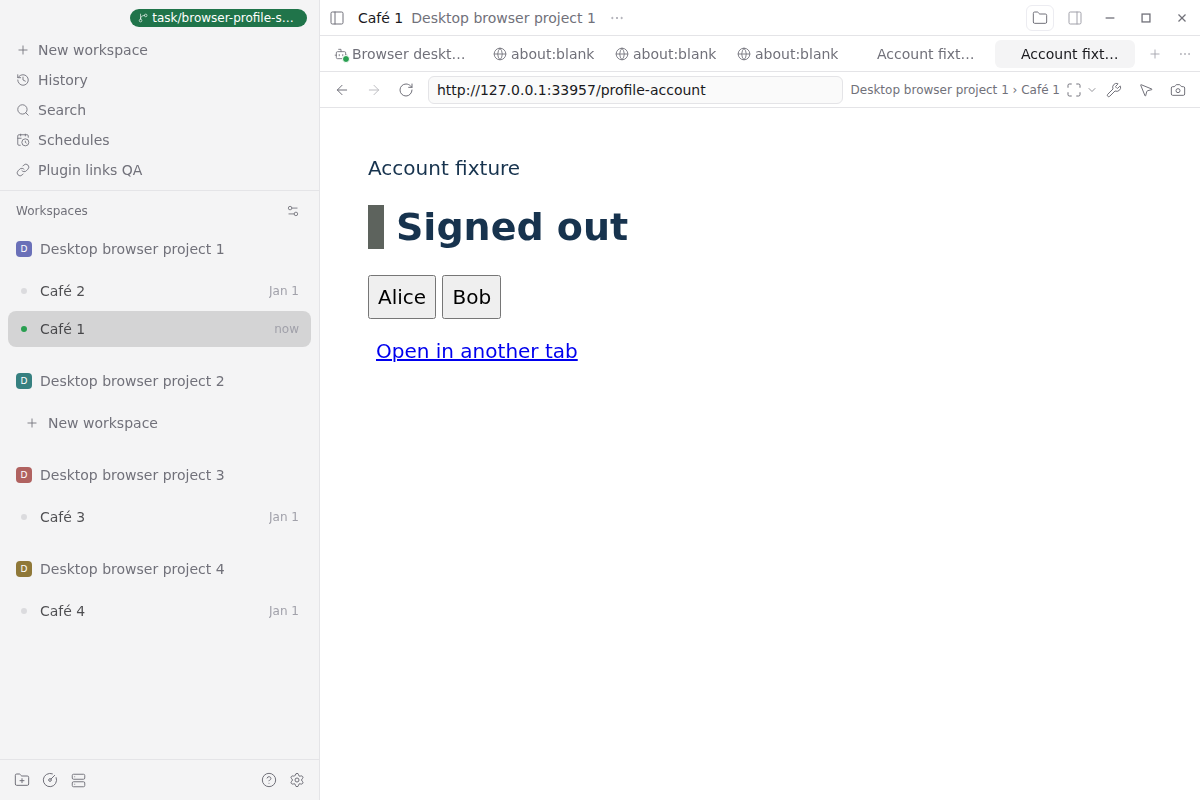 task/browser-profile-s...
New workspace
History
Search
Schedules
Plugin links QA
Workspaces
D Desktop browser project 1
Café 2 Jan 1
Café 1 now
D Desktop browser project 2
New workspace
D Desktop browser project 3
Café 3 Jan 1
D Desktop browser project 4
Café 4 Jan 1
Café 1 Desktop browser project 1
Browser deskt... about:blank about:blank about:blank Account fixt... Account fixt...
http://127.0.0.1:33957/profile-account Desktop browser project 1 › Café 1
Account fixture
Signed out
Alice Bob
Open in another tab